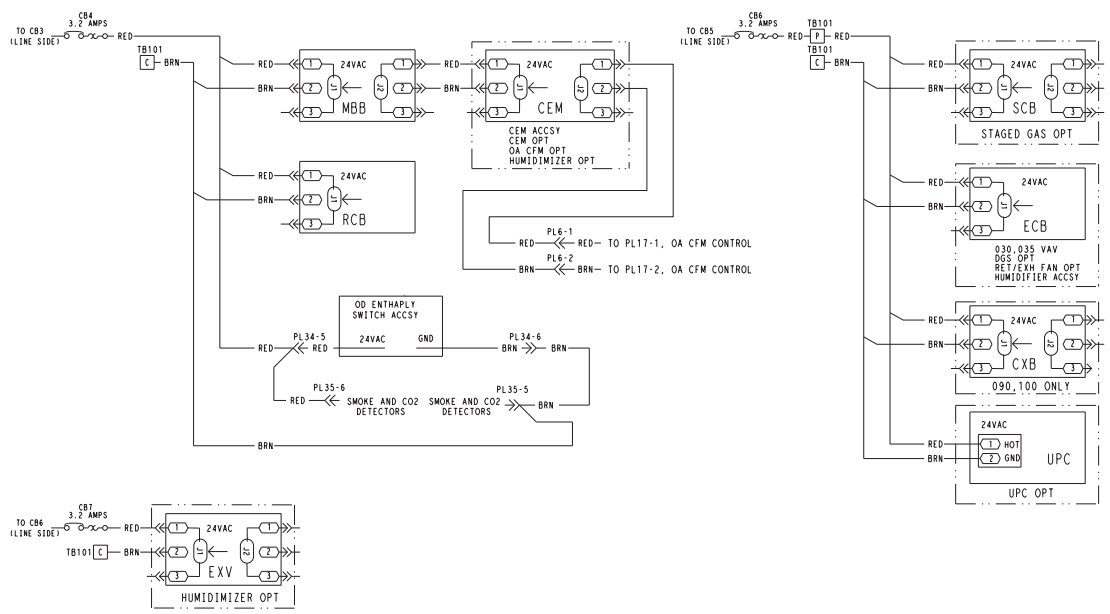 CB4
3.2 AMPS
TO CB3
(LINE SIDE)
RED
TB101
C
BRN
RED
BRN
1
2
3
24VAC
J1
J2
MBB
1
2
3
RED
BRN
1
2
3
24VAC
J1
J2
CEM
1
2
3
CEM ACCSY
CEM OPT
OA CFM OPT
HUMIDIMIZER OPT
RED
BRN
1
2
3
24VAC
J1
RCB
PL6-1
RED
RED
TO PL17-1, OA CFM CONTROL
PL6-2
BRN
BRN
TO PL17-2, OA CFM CONTROL
OD ENTHAPLY
SWITCH ACCSY
24VAC
GND
PL34-5
RED
RED
PL34-6
BRN
BRN
PL35-6
RED
SMOKE AND CO2
DETECTORS
SMOKE AND CO2
DETECTORS
PL35-5
BRN
BRN
CB7
3.2 AMPS
TO CB6
(LINE SIDE)
RED
TB101
C
BRN
1
2
3
24VAC
J1
J2
EXV
1
2
3
HUMIDIMIZER OPT
CB6
3.2 AMPS
TO CB5
(LINE SIDE)
RED
TB101
P
RED
TB101
C
BRN
RED
BRN
1
2
3
24VAC
J1
J2
SCB
1
2
3
STAGED GAS OPT
RED
BRN
1
2
3
24VAC
J1
ECB
030,035 VAV
DGS OPT
RET/EXH FAN OPT
HUMIDIFIER ACCSY
RED
BRN
1
2
3
24VAC
J1
J2
CXB
1
2
3
090,100 ONLY
24VAC
RED
1 HOT
BRN
2 GND
UPC
UPC OPT